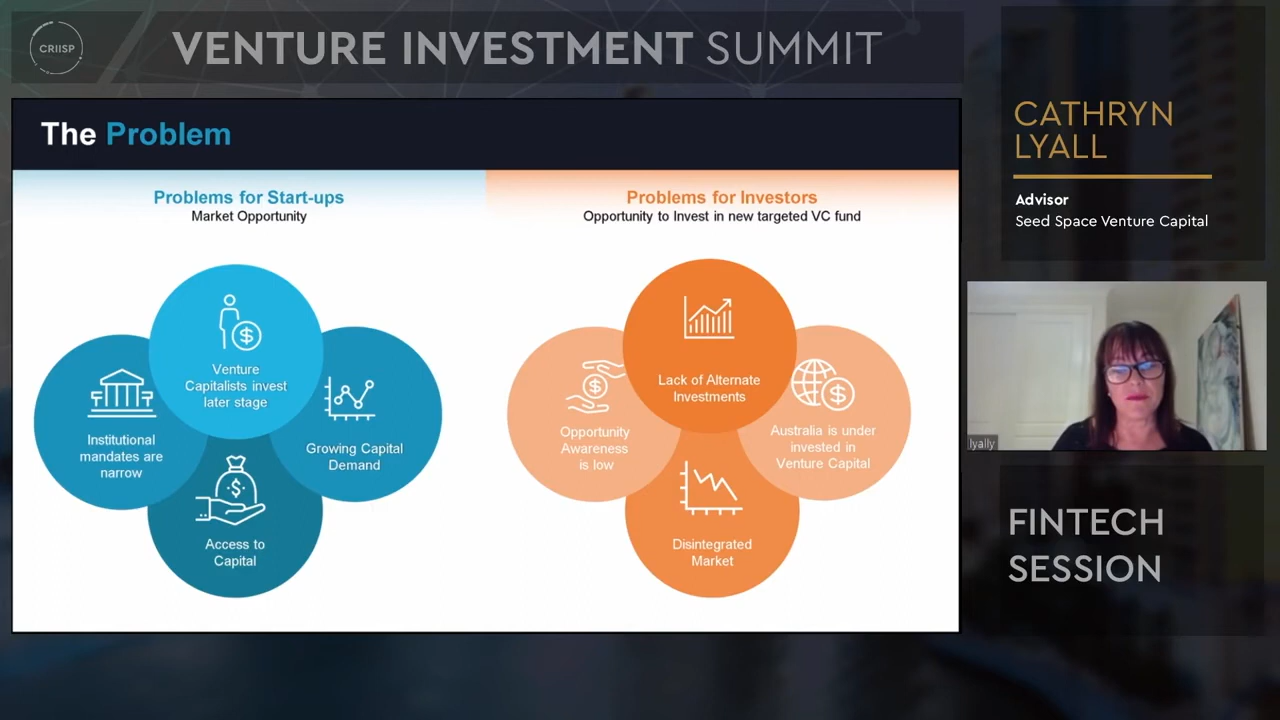 CRIISP
VENTURE INVESTMENT SUMMIT
The Problem
Problems for Start-ups
Market Opportunity
Venture
Capitalists invest
later stage
Institutional
mandates are
narrow
Growing Capital
Demand
Access to
Capital
Problems for Investors
Opportunity to Invest in new targeted VC fund
Lack of Alternate
Investments
Opportunity
Awareness
is low
Australia is under
invested in
Venture Capital
Disintegrated
Market
CATHRYN
LYALL
Advisor
Seed Space Venture Capital
lyally
FINTECH
SESSION